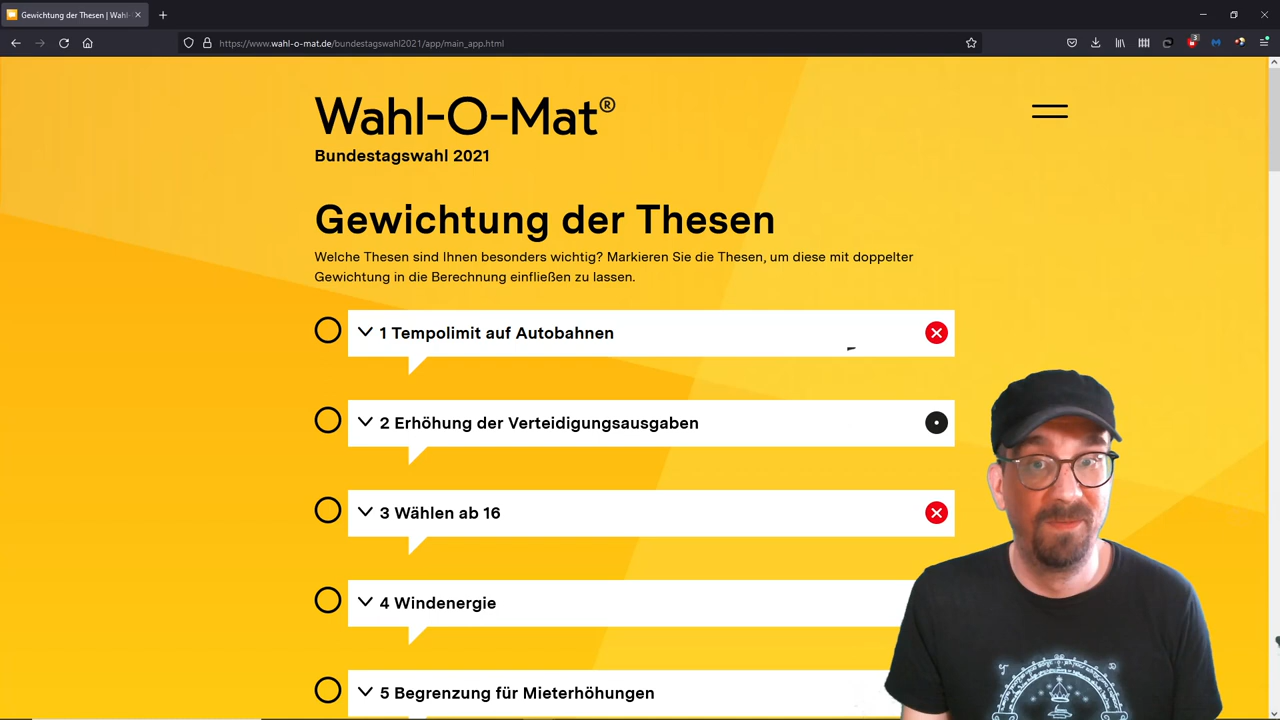 Gewichtung der Thesen | Wahl-
https://www.wahl-o-mat.de/bundestagswahl2021/app/main_app.html
3
Wahl-O-Mat®
Bundestagswahl 2021
Gewichtung der Thesen
Welche Thesen sind Ihnen besonders wichtig? Markieren Sie die Thesen, um diese mit doppelter
Gewichtung in die Berechnung einfließen zu lassen.
1 Tempolimit auf Autobahnen
2 Erhöhung der Verteidigungsausgaben
3 Wählen ab 16
4 Windenergie
5 Begrenzung für Mieterhöhungen